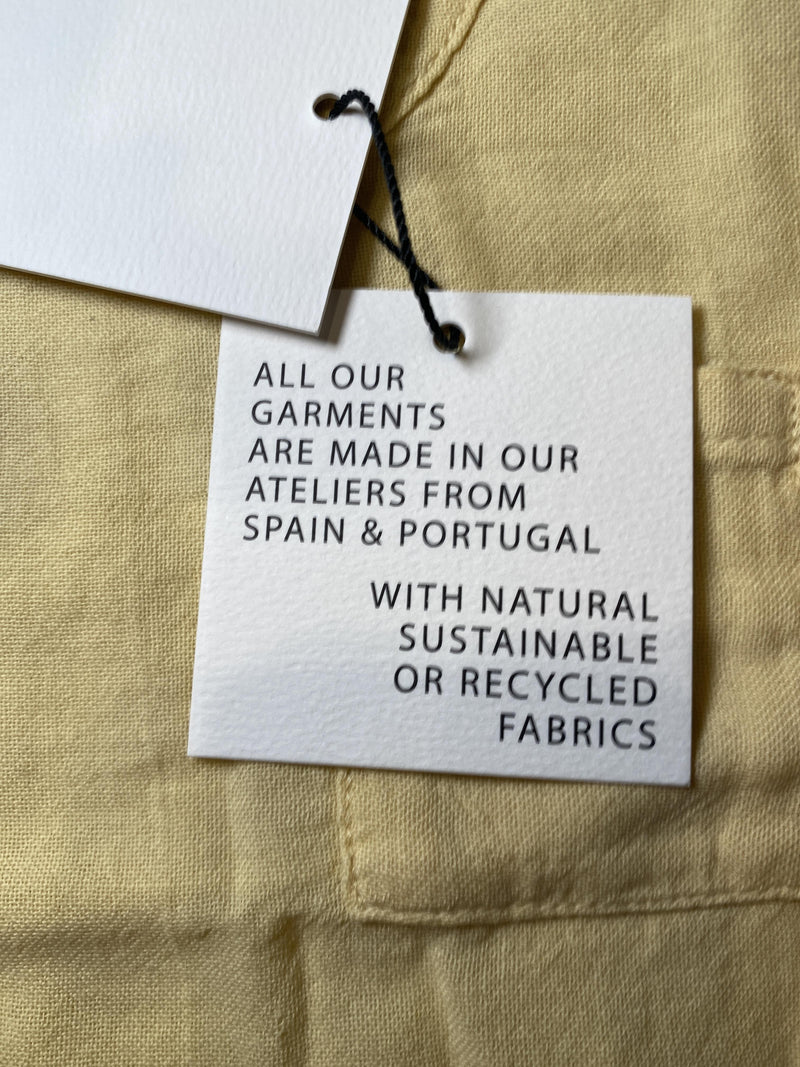 ALL OUR
GARMENTS
ARE MADE IN OUR
ATELIERS FROM
SPAIN & PORTUGAL
WITH NATURAL
SUSTAINABLE
OR RECYCLED
FABRICS